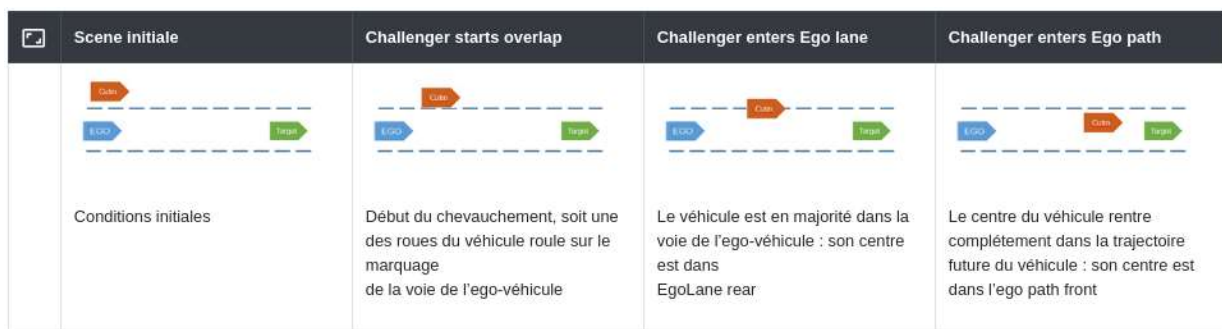 Scene initiale
Challenger starts overlap
Challenger enters Ego lane
Challenger enters Ego path
Cutin
EGO
Target
Cutin
EGO
Target
Cutin
EGO
Target
Cutin
EGO
Target
Conditions initiales
Début du chevauchement, soit une
des roues du véhicule roule sur le
marquage
de la voie de l'ego-véhicule
Le véhicule est en majorité dans la
voie de l'ego-véhicule : son centre
est dans
EgoLane rear
Le centre du véhicule rentre
complétement dans la trajectoire
future du véhicule : son centre est
dans l'ego path front